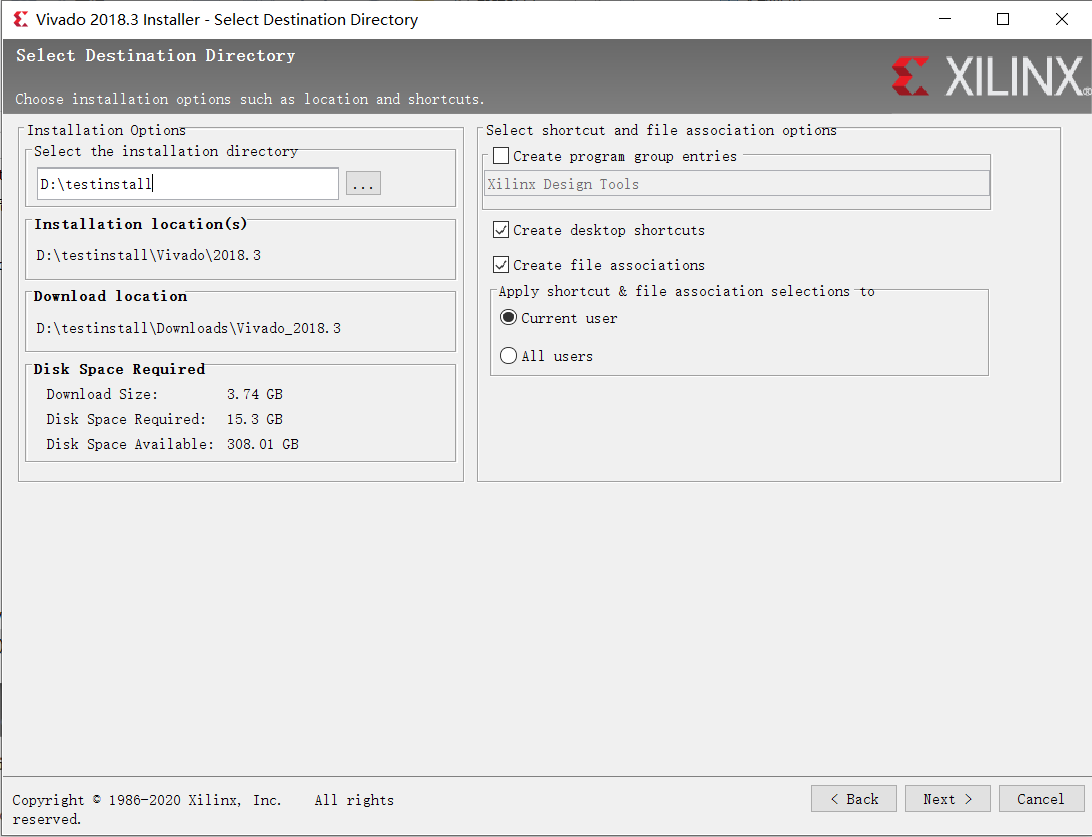 Vivado 2018.3 Installer - Select Destination Directory
Select Destination Directory
Choose installation options such as location and shortcuts.
XILINX®
Installation Options
Select the installation directory
D:\testinstall
...
Installation location(s)
D:\testinstall\Vivado\2018.3
Download location
D:\testinstall\Downloads\Vivado_2018.3
Disk Space Required
Download Size: 3.74 GB
Disk Space Required: 15.3 GB
Disk Space Available: 308.01 GB
Select shortcut and file association options
Create program group entries
Xilinx Design Tools
Create desktop shortcuts
Create file associations
Apply shortcut & file association selections to
Current user
All users
Copyright © 1986-2020 Xilinx, Inc. All rights
reserved.
< Back
Next >
Cancel